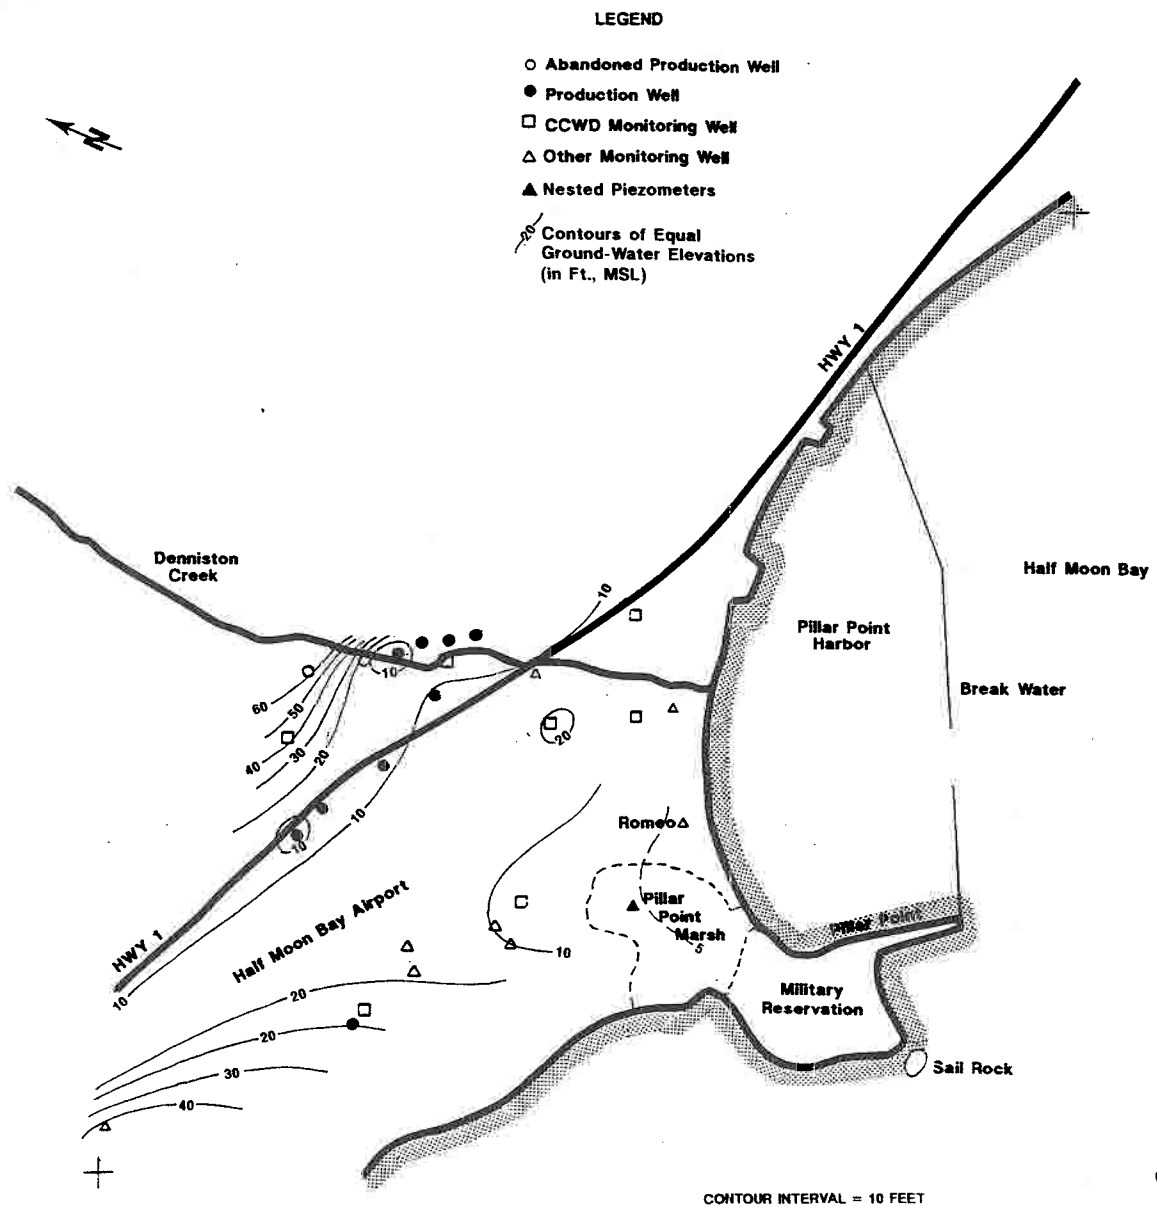 LEGEND
Abandoned Production Well
Production Well
CCWD Monitoring Well
Other Monitoring Well
Nested Piezometers
20
Contours of Equal
Ground-Water Elevations
(in Ft., MSL)
N
HWY 1
Half Moon Bay
Denniston
Creek
10
Pillar Point
Harbor
Break Water
10
60
50
40
30
20
20
10
10
Romeo
Pillar
Point
Marsh
5
Pillar Point
Half Moon Bay Airport
HWY 1
10
10
20
20
30
40
Military
Reservation
Sail Rock
CONTOUR INTERVAL = 10 FEET